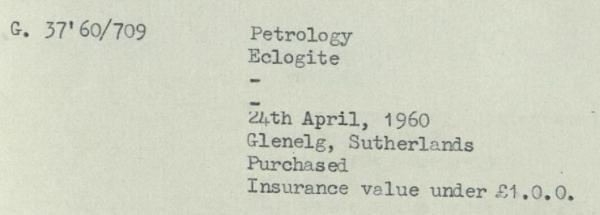 G. 37'60/709 Petrology
Eclogite
-
-
24th April, 1960
Glenelg, Sutherlands
Purchased
Insurance value under £1.0.0.